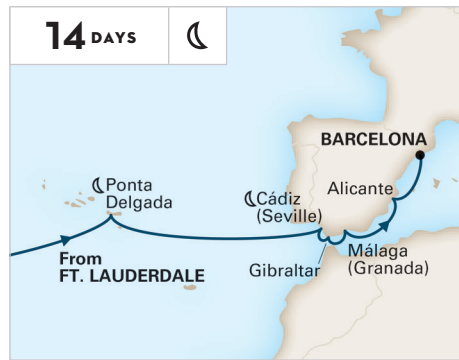 14 DAYS
BARCELONA
Ponta
Delgada
Cádiz
(Seville)
Alicante
From
FT. LAUDERDALE
Gibraltar
Málaga
(Granada)